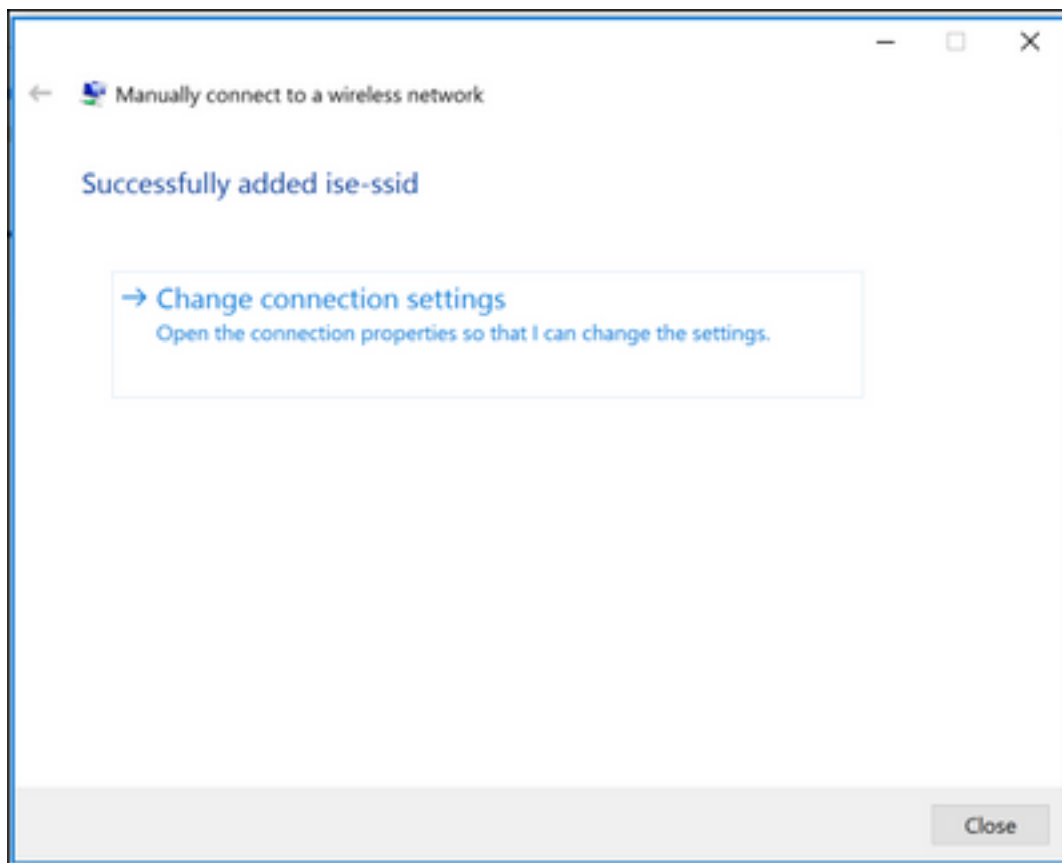 Manually connect to a wireless network
Successfully added ise-ssid
Change connection settings
Open the connection properties so that I can change the settings.
Close